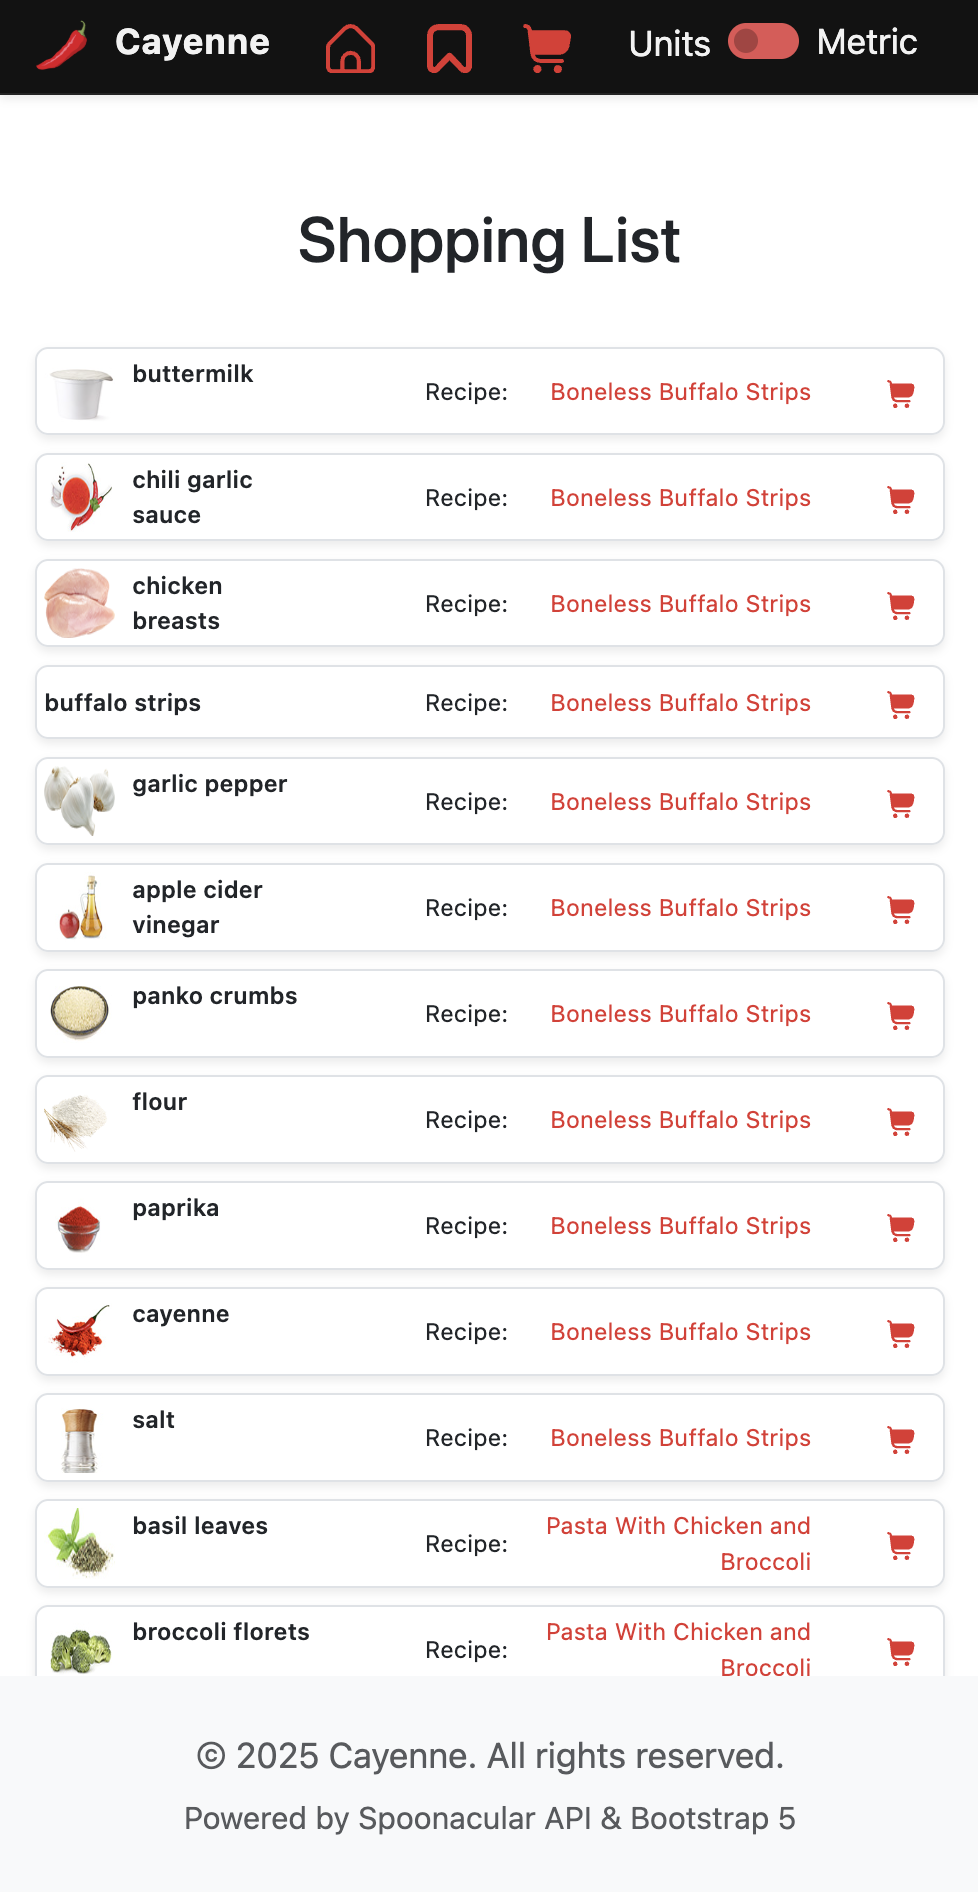 Cayenne Units Metric
Shopping List
buttermilk Recipe: Boneless Buffalo Strips
chili garlic
sauce
Recipe: Boneless Buffalo Strips
chicken
breasts
Recipe: Boneless Buffalo Strips
buffalo strips Recipe: Boneless Buffalo Strips
garlic pepper Recipe: Boneless Buffalo Strips
apple cider
vinegar
Recipe: Boneless Buffalo Strips
panko crumbs Recipe: Boneless Buffalo Strips
flour Recipe: Boneless Buffalo Strips
paprika Recipe: Boneless Buffalo Strips
cayenne Recipe: Boneless Buffalo Strips
salt Recipe: Boneless Buffalo Strips
basil leaves Recipe: Pasta With Chicken and
Broccoli
broccoli florets Recipe: Pasta With Chicken and
Broccoli
© 2025 Cayenne. All rights reserved.
Powered by Spoonacular API & Bootstrap 5